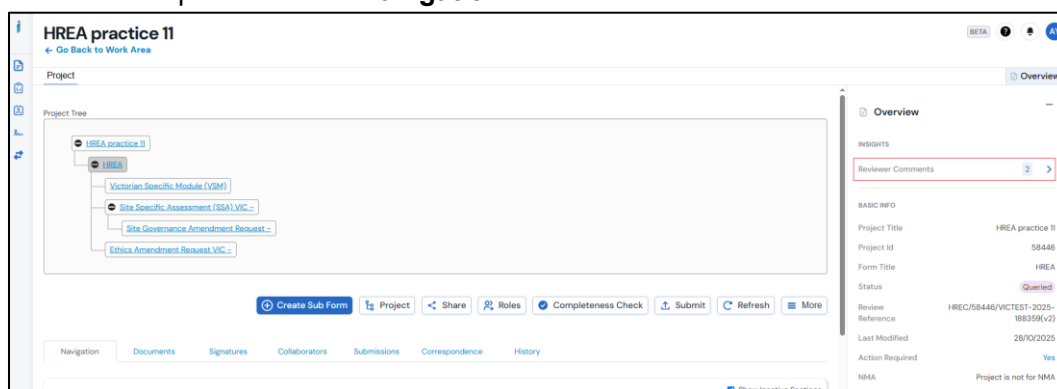 HREA practice 11
← Go Back to Work Area
BETA
Project
Overview
Project Tree
HREA practice 11
HREA
Victorian Specific Module (VSM)
Site Specific Assessment (SSA) VIC -
Site Governance Amendment Request -
Ethics Amendment Request VIC -
Create Sub Form
Project
Share
Roles
Completeness Check
Submit
Refresh
More
Navigation
Documents
Signatures
Collaborators
Submissions
Correspondence
History
Overview
INSIGHTS
Reviewer Comments 2
BASIC INFO
Project Title HREA practice 11
Project Id 58446
Form Title HREA
Status Queried
Review HREC/58446/VICTEST-2025-
Reference 188359(v2)
Last Modified 28/10/2025
Action Required Yes
NMA Project is not for NMA